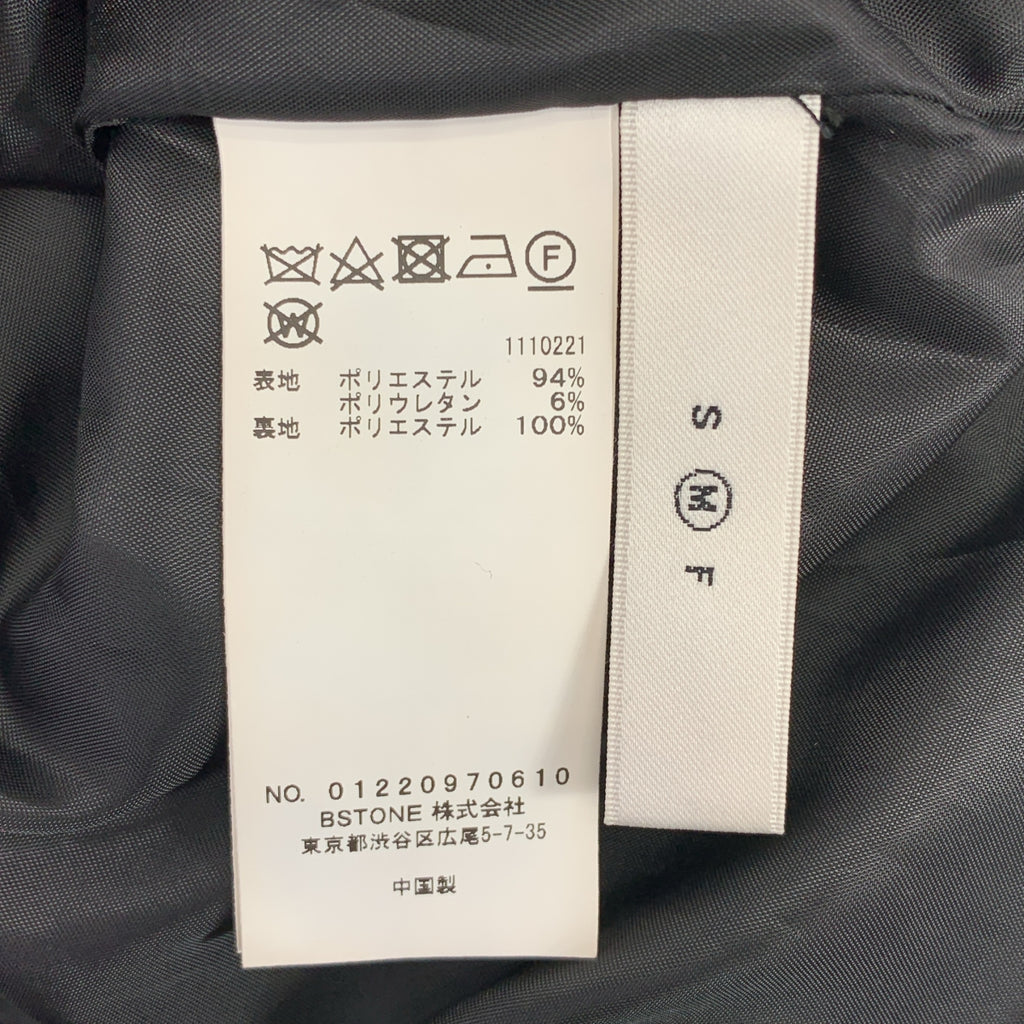 F
W
1110221
表地 ポリエステル 94%
ポリウレタン 6%
裏地 ポリエステル 100%
NO. 01220970610
BSTONE 株式会社
東京都渋谷区広尾5-7-35
中国製
S M F